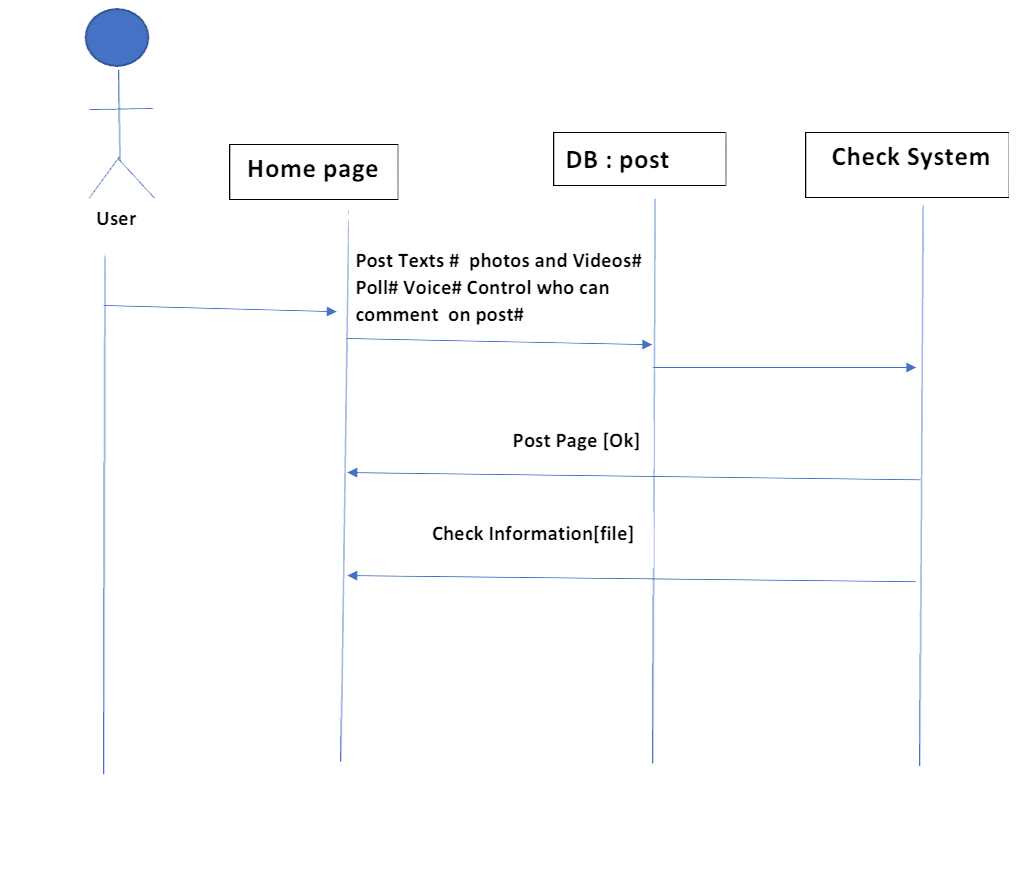 Home page
DB : post
Check System
User
Post Texts #  photos and Videos#
Poll# Voice# Control who can
comment  on post#
Post Page [Ok]
Check Information[file]